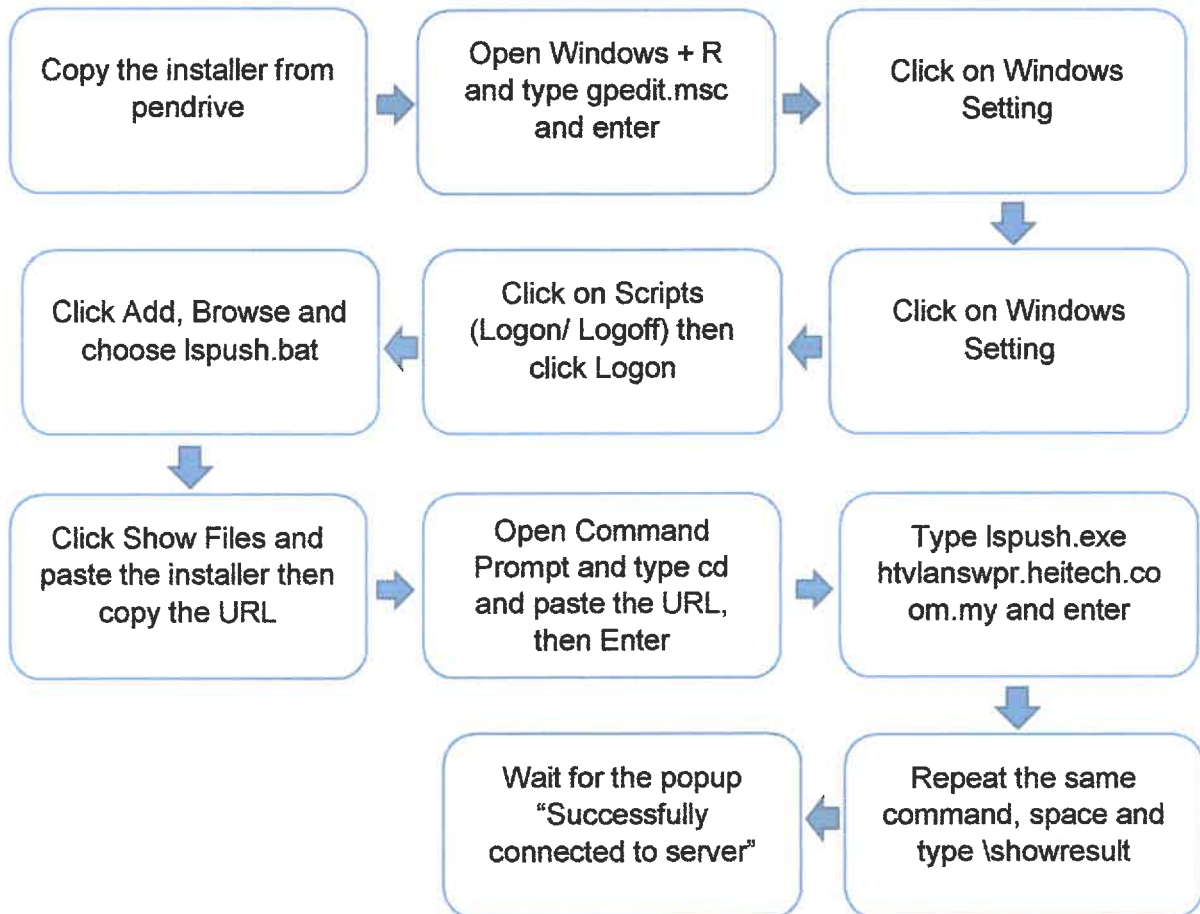 Copy the installer from
pendrive
Open Windows + R
and type gpedit.msc
and enter
Click on Windows
Setting
Click on Windows
Setting
Click on Scripts
(Logon/ Logoff) then
click Logon
Click Add, Browse and
choose lspush.bat
Click Show Files and
paste the installer then
copy the URL
Open Command
Prompt and type cd
and paste the URL,
then Enter
Type lspush.exe
htvlanswpr.heitech.co
om.my and enter
Repeat the same
command, space and
type \showresult
Wait for the popup
“Successfully
connected to server”